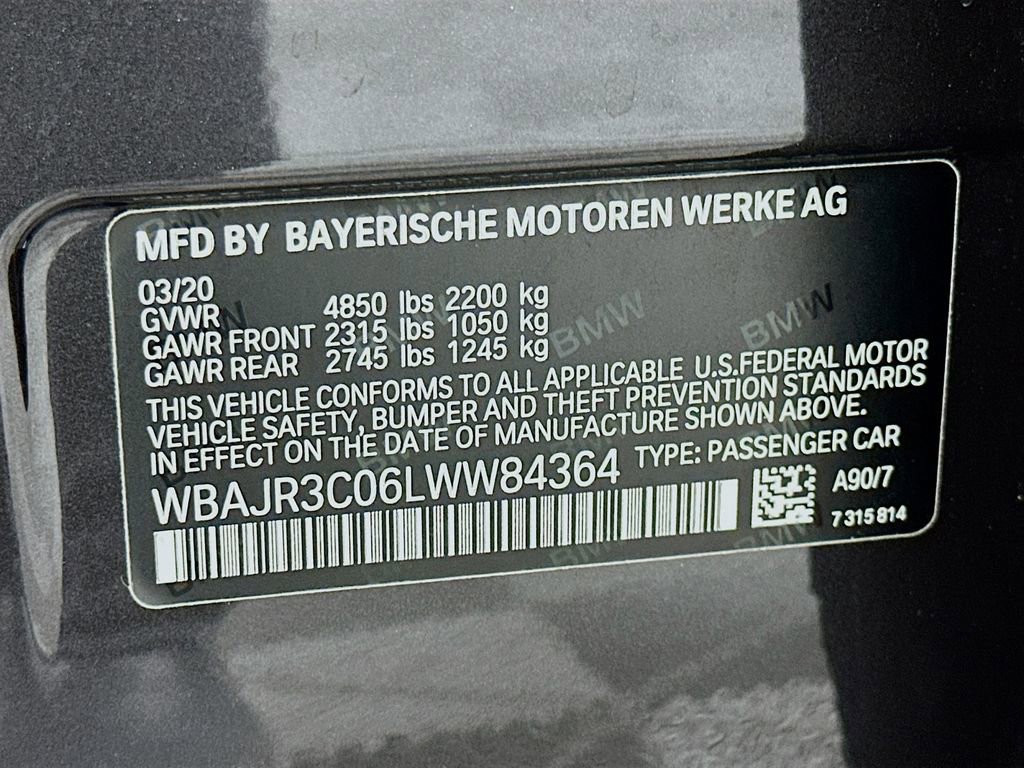 MFD BY BAYERISCHE MOTOREN WERKE AG
03/20
GVWR 4850 lbs 2200 kg
GAWR FRONT 2315 lbs 1050 kg
GAWR REAR 2745 lbs 1245 kg
THIS VEHICLE CONFORMS TO ALL APPLICABLE U.S.FEDERAL MOTOR
VEHICLE SAFETY, BUMPER AND THEFT PREVENTION STANDARDS
IN EFFECT ON THE DATE OF MANUFACTURE SHOWN ABOVE.
WBAJR3C06LWW84364 TYPE: PASSENGER CAR
A90/7
7 315 814
BMW
BMW